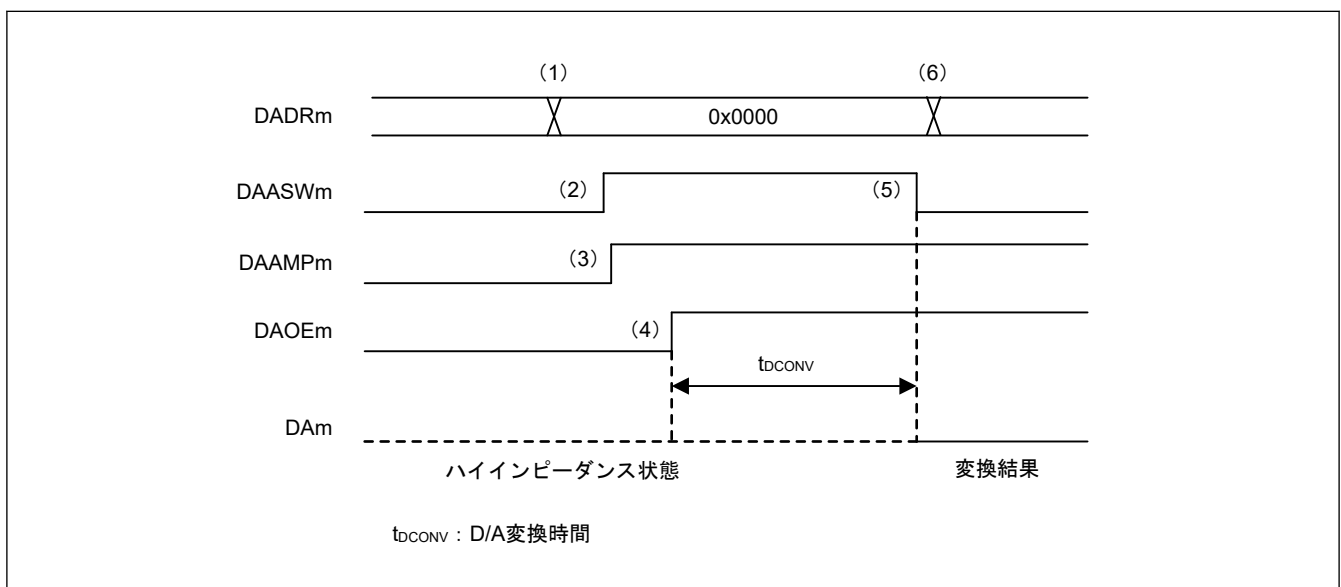 （1）
（6）
DADRm
0x0000
DAASWm
（2）
（5）
DAAMPm
（3）
DAOEm
（4）
tDCONV
DAm
ハイインピーダンス状態
変換結果
tDCONV：D/A変換時間